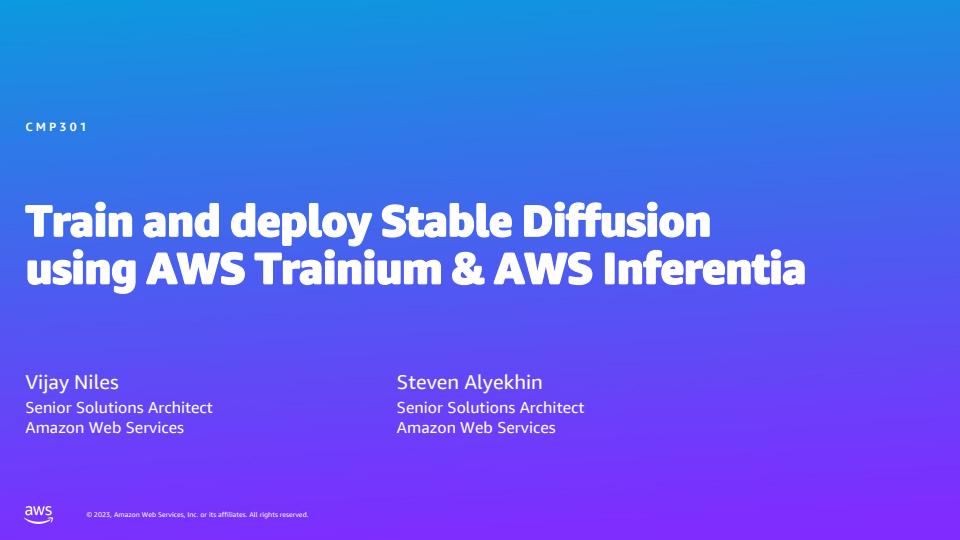 CMP301
Train and deploy Stable Diffusion
using AWS Trainium & AWS Inferentia
Vijay Niles
Senior Solutions Architect
Amazon Web Services
Steven Alyekhin
Senior Solutions Architect
Amazon Web Services
aws
© 2023, Amazon Web Services, Inc. or its affiliates. All rights reserved.